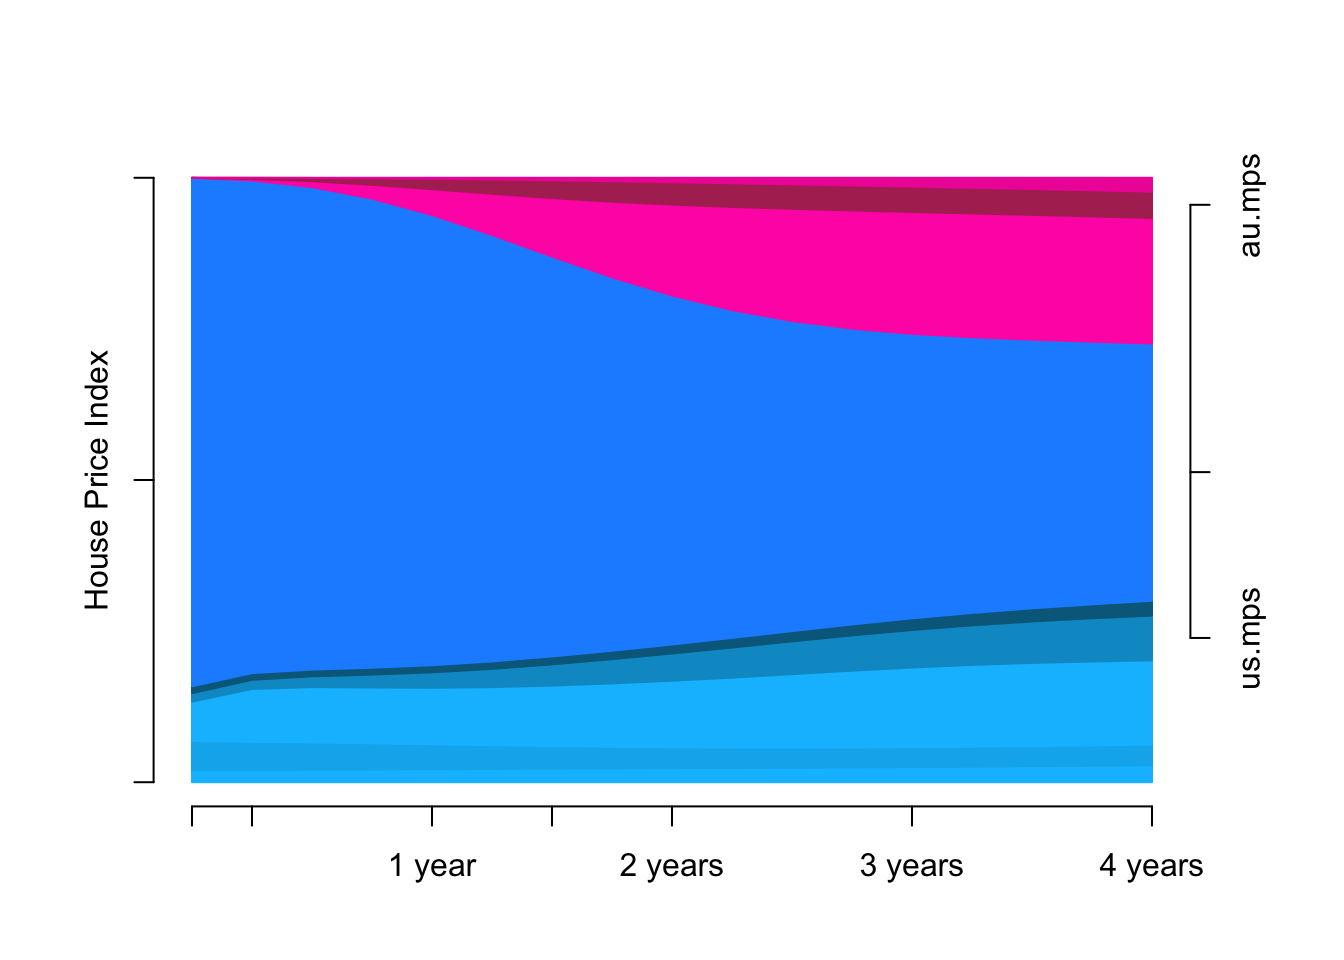 House Price Index
au.mps
us.mps
1 year
2 years
3 years
4 years